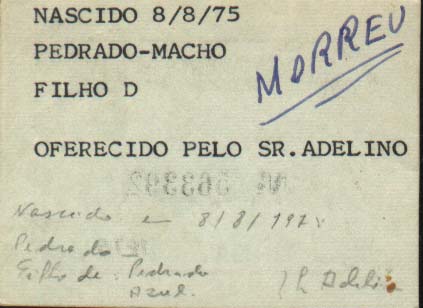 NASCIDO 8/8/75
PEDRADO-MACHO
FILHO D
MORREU
OFERECIDO PELO SR.ADELINO
563392
Nascido e 8/8/197
Pedrado
Filho de: Pedrado
Azul.